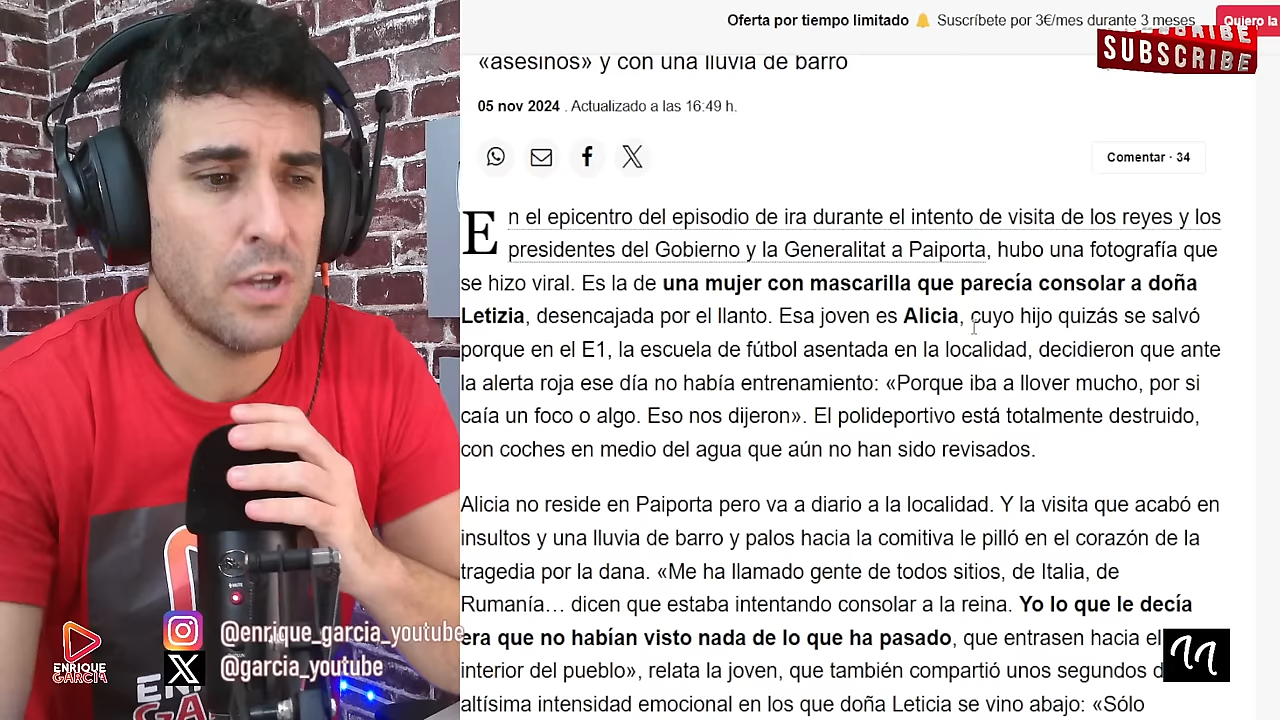 Oferta por tiempo limitado 🔔 Suscríbete por 3€/mes durante 3 meses
Quiero la
SUBSCRIBE
«asesinos» y con una lluvia de barro
05 nov 2024 . Actualizado a las 16:49 h.
Comentar · 34
En el epicentro del episodio de ira durante el intento de visita de los reyes y los
presidentes del Gobierno y la Generalitat a Paiporta, hubo una fotografía que
se hizo viral. Es la de una mujer con mascarilla que parecía consolar a doña
Letizia, desencajada por el llanto. Esa joven es Alicia, cuyo hijo quizás se salvó
porque en el E1, la escuela de fútbol asentada en la localidad, decidieron que ante
la alerta roja ese día no había entrenamiento: «Porque iba a llover mucho, por si
caía un foco o algo. Eso nos dijeron». El polideportivo está totalmente destruido,
con coches en medio del agua que aún no han sido revisados.
Alicia no reside en Paiporta pero va a diario a la localidad. Y la visita que acabó en
insultos y una lluvia de barro y palos hacia la comitiva le pilló en el corazón de la
tragedia por la dana. «Me ha llamado gente de todos sitios, de Italia, de
Rumanía… dicen que estaba intentando consolar a la reina. Yo lo que le decía
era que no habían visto nada de lo que ha pasado, que entrasen hacia el
interior del pueblo», relata la joven, que también compartió unos segundos
altísima intensidad emocional en los que doña Leticia se vino abajo: «Sólo
@enrique_garcia_youtube
@garcia_youtube
ENRIQUE
GARCIA